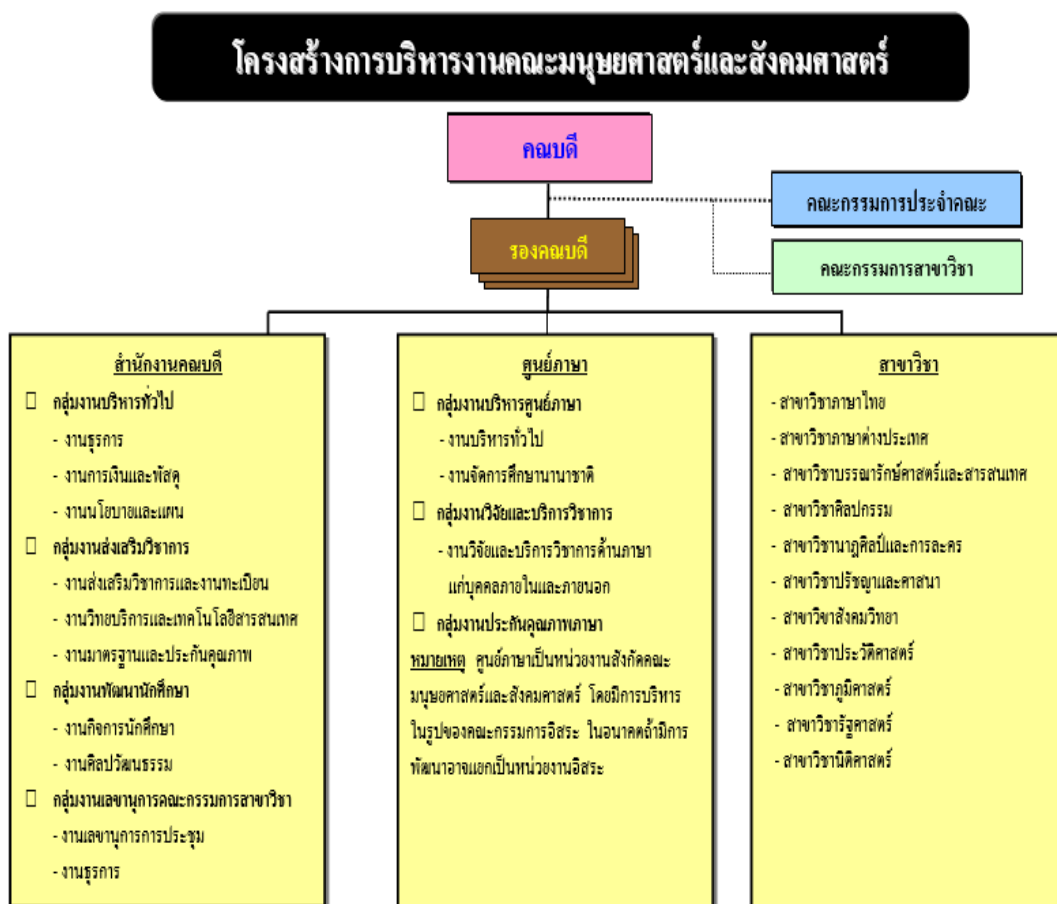 โครงสร้างการบริหารงานคณะมนุษยศาสตร์และสังคมศาสตร์
คณบดี
คณะกรรมการประจำคณะ
รองคณบดี
คณะกรรมการสาขาวิชา
สำนักงานคณบดี
กลุ่มงานบริหารทั่วไป
- งานธุรการ
- งานการเงินและพัสดุ
- งานนโยบายและแผน
กลุ่มงานส่งเสริมวิชาการ
- งานส่งเสริมวิชาการและงานทะเบียน
- งานวิทยบริการและเทคโนโลยีสารสนเทศ
- งานมาตรฐานและประกันคุณภาพ
กลุ่มงานพัฒนานักศึกษา
- งานกิจการนักศึกษา
- งานศิลปวัฒนธรรม
กลุ่มงานเลขานุการคณะกรรมการสาขาวิชา
- งานเลขานุการการประชุม
- งานธุรการ
ศูนย์ภาษา
กลุ่มงานบริหารศูนย์ภาษา
- งานบริหารทั่วไป
- งานจัดการศึกษานานาชาติ
กลุ่มงานวิจัยและบริการวิชาการ
- งานวิจัยและบริการวิชาการด้านภาษา
แก่บุคคลภายในและภายนอก
กลุ่มงานประกันคุณภาพภาษา
หมายเหตุ ศูนย์ภาษาเป็นหน่วยงานสังกัดคณะ
มนุษยศาสตร์และสังคมศาสตร์ โดยมีการบริหาร
ในรูปของคณะกรรมการอิสระ ในอนาคตถ้ามีการ
พัฒนาอาจแยกเป็นหน่วยงานอิสระ
สาขาวิชา
- สาขาวิชาภาษาไทย
- สาขาวิชาภาษาต่างประเทศ
- สาขาวิชาบรรณารักษ์ศาสตร์และสารสนเทศ
- สาขาวิชาศิลปกรรม
- สาขาวิชานาฏศิลป์และการละคร
- สาขาวิชาปรัชญาและศาสนา
- สาขาวิขาสังคมวิทยา
- สาขาวิชาประวัติศาสตร์
- สาขาวิชาภูมิศาสตร์
- สาขาวิชารัฐศาสตร์
- สาขาวิชานิติศาสตร์